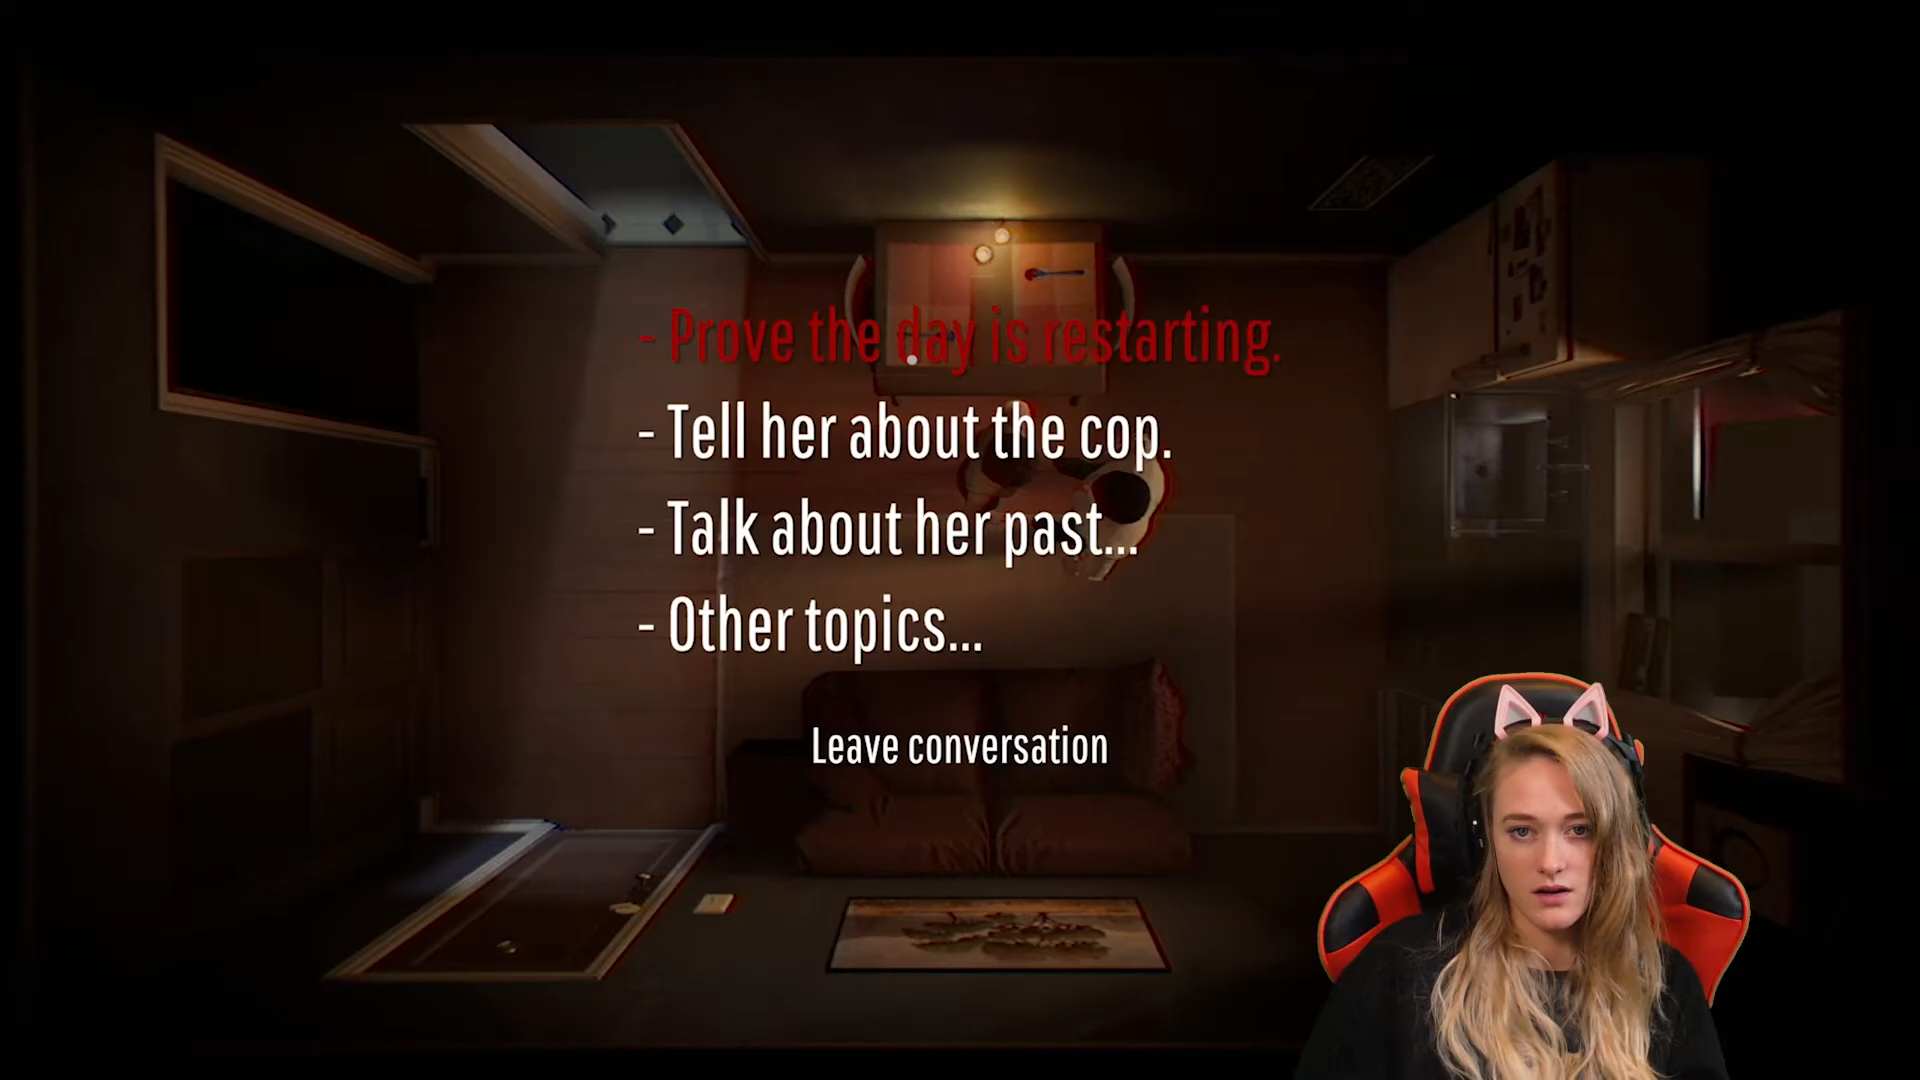 - Prove the day is restarting.
- Tell her about the cop.
- Talk about her past...
- Other topics...
Leave conversation